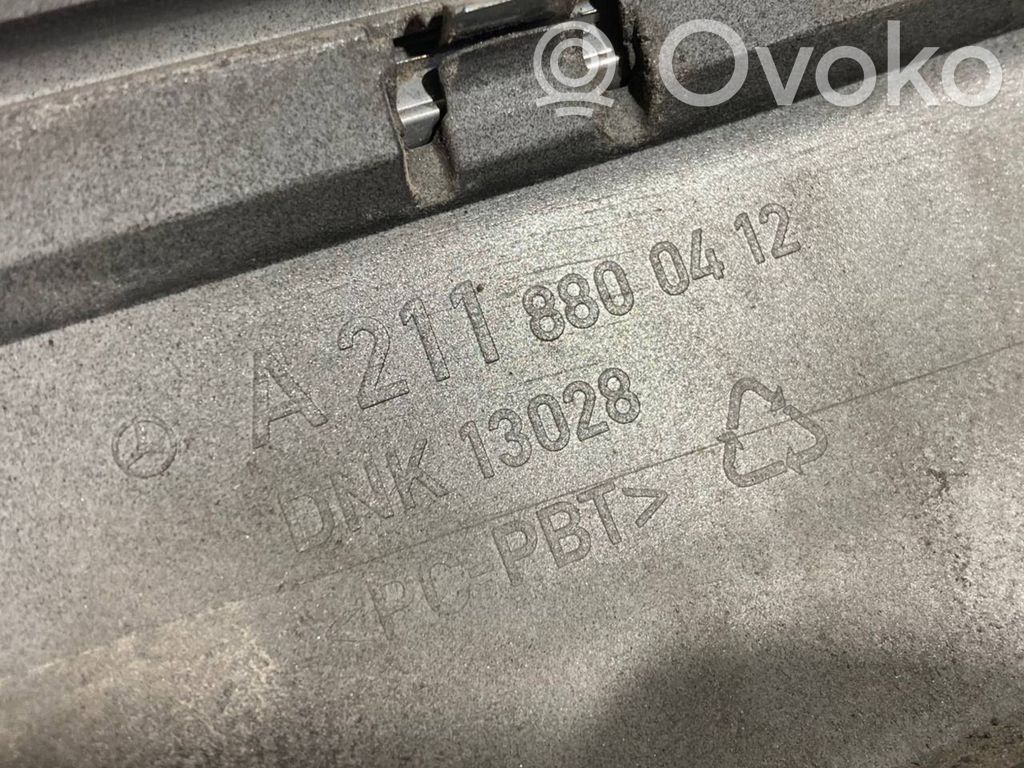 © Ovoko
A 211 880 04 12
DNK 13028
>PC-PBT<